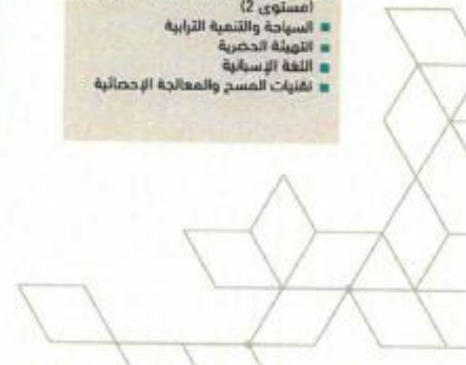 (مستوى 2)
السياحة والتنمية الترابية
التهيئة الحضرية
اللغة الإسبانية
تقنيات المسح والمعالجة الإحصائية